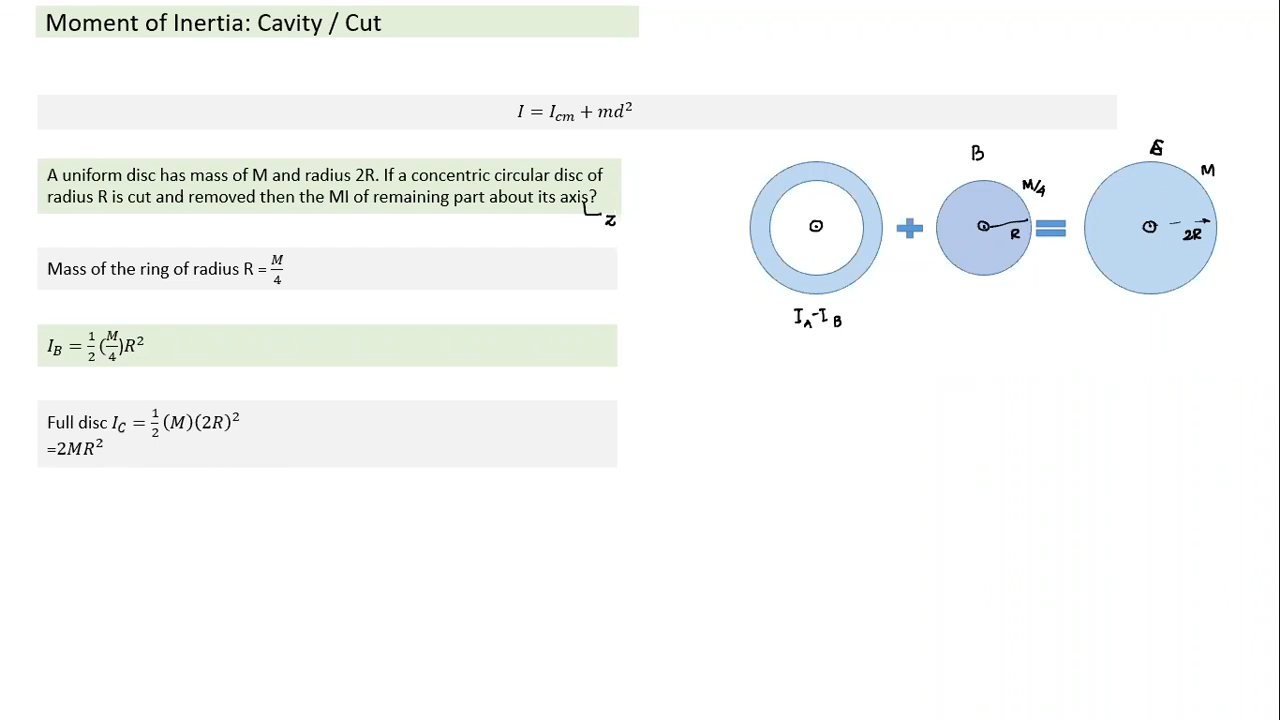 Moment of Inertia: Cavity / Cut
I = I_cm + md²
A uniform disc has mass of M and radius 2R. If a concentric circular disc of
radius R is cut and removed then the MI of remaining part about its axis?
z
Mass of the ring of radius R = M/4
I_B = 1/2 (M/4)R²
Full disc I_C = 1/2 (M)(2R)²
=2MR²
B
M
M/4
R
2R
I_A - I_B